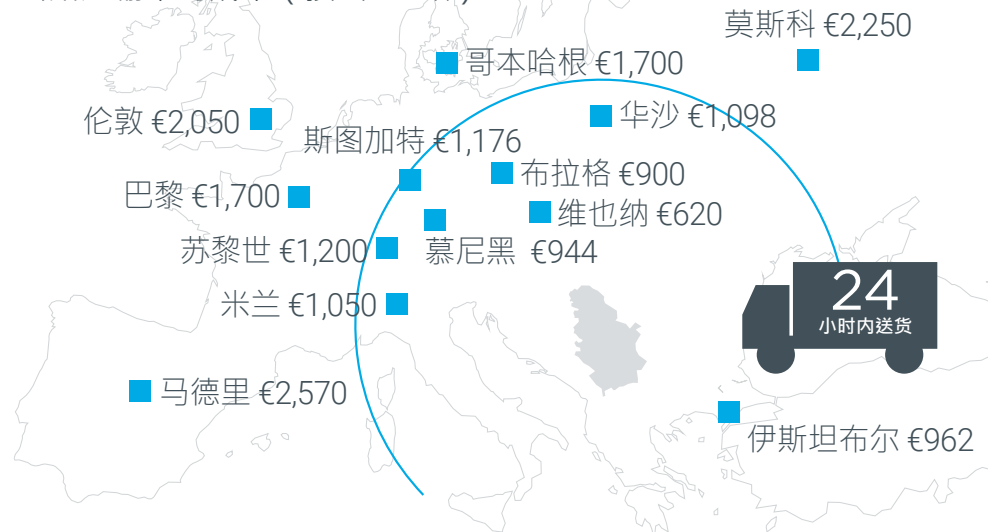 莫斯科 €2,250
哥本哈根 €1,700
华沙 €1,098
伦敦 €2,050
斯图加特 €1,176
布拉格 €900
巴黎 €1,700
维也纳 €620
苏黎世 €1,200
慕尼黑 €944
米兰 €1,050
24
小时内送货
马德里 €2,570
伊斯坦布尔 €962